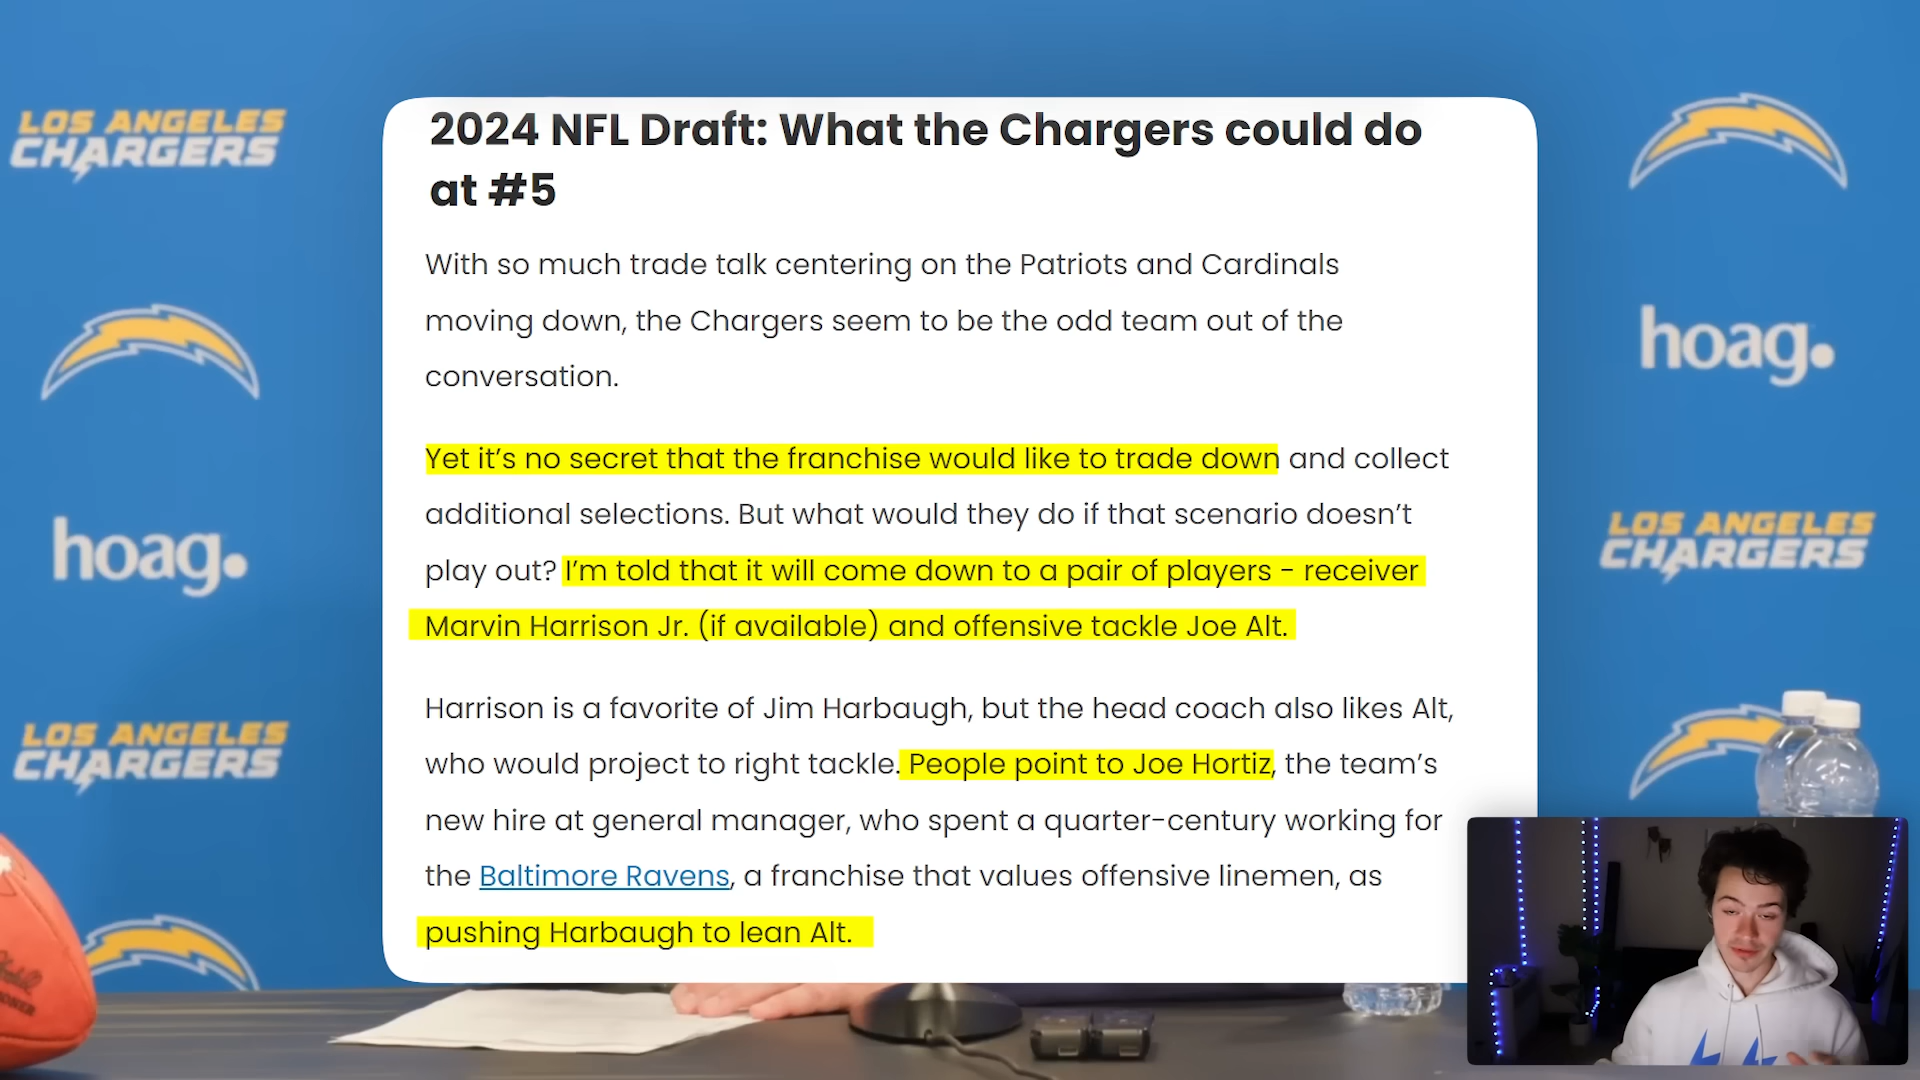 2024 NFL Draft: What the Chargers could do
at #5
With so much trade talk centering on the Patriots and Cardinals
moving down, the Chargers seem to be the odd team out of the
conversation.
Yet it’s no secret that the franchise would like to trade down and collect
additional selections. But what would they do if that scenario doesn’t
play out? I’m told that it will come down to a pair of players - receiver
Marvin Harrison Jr. (if available) and offensive tackle Joe Alt.
Harrison is a favorite of Jim Harbaugh, but the head coach also likes Alt,
who would project to right tackle. People point to Joe Hortiz, the team’s
new hire at general manager, who spent a quarter-century working for
the Baltimore Ravens, a franchise that values offensive linemen, as
pushing Harbaugh to lean Alt.
LOS ANGELES
CHARGERS
hoag.
LOS ANGELES
CHARGERS
hoag.
LOS ANGELES
CHARGERS